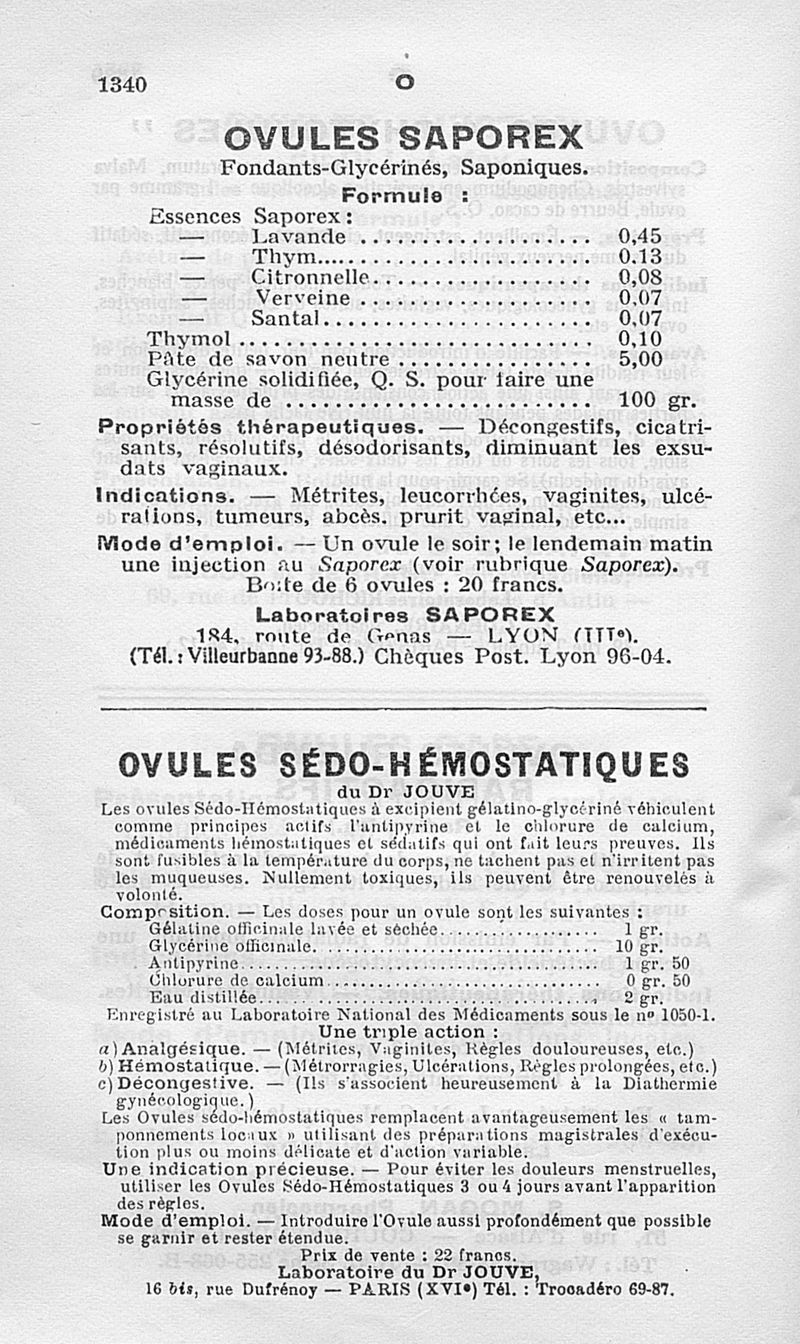 1340
O
OVULES SAPOREX
Fondants-Glycérinés, Saponiques.
Formule :
Essences Saporex :
— Lavande .................... 0,45
— Thym.................... 0.13
— Citronnelle.................... 0,08
— Verveine .................... 0,07
— Santal.................... 0,07
Thymol .................... 0,10
Pâte de savon neutre .................... 5,00
Glycérine solidifiée, Q. S. pour faire une
masse de .................... 100 gr.
Propriétés thérapeutiques. — Décongestifs, cicatri-
sants, résolutifs, désodorisants, diminuant les exsu-
dats vaginaux.
Indications. — Métrites, leucorrhées, vaginites, ulcé-
rations, tumeurs, abcès. prurit vaginal, etc...
Mode d'emploi. — Un ovule le soir; le lendemain matin
une injection au Saporex (voir rubrique Saporex).
Boîte de 6 ovules : 20 francs.
Laboratoires SAPOREX
184, route de Genas — LYON (IIIe).
(Tél. : Villeurbanne 93-88.) Chèques Post. Lyon 96-04.
OVULES SÉDO-HÉMOSTATIQUES
du Dr JOUVE
Les ovules Sédo-Hémostatiques à excipient gélatino-glycériné véhiculent
comme principes actifs l'antipyrine et le chlorure de calcium,
médicaments hémostatiques et sédatifs qui ont fait leurs preuves. Ils
sont fusibles à la température du corps, ne tachent pas et n'irritent pas
les muqueuses. Nullement toxiques, ils peuvent être renouvelés à
volonté.
Composition. — Les doses pour un ovule sont les suivantes :
Gélatine officinale lavée et séchée.................... 1 gr.
Glycérine officinale.................... 10 gr.
Antipyrine.................... 1 gr. 50
Chlorure de calcium .................... 0 gr. 50
Eau distillée.................... 2 gr.
Enregistré au Laboratoire National des Médicaments sous le nº 1050-1.
Une triple action :
a) Analgésique. — (Métrites, Vaginites, Règles douloureuses, etc.)
b) Hémostatique. — (Métrorragies, Ulcérations, Règles prolongées, etc.)
c) Décongestive. — (Ils s'associent heureusement à la Diathermie
gynécologique.)
Les Ovules sédo-hémostatiques remplacent avantageusement les « tam-
ponnements locaux » utilisant des préparations magistrales d'exécu-
tion plus ou moins délicate et d'action variable.
Une indication précieuse. — Pour éviter les douleurs menstruelles,
utiliser les Ovules Sédo-Hémostatiques 3 ou 4 jours avant l'apparition
des règles.
Mode d'emploi. — Introduire l'Ovule aussi profondément que possible
se garnir et rester étendue.
Prix de vente : 22 francs.
Laboratoire du Dr JOUVE,
16 bis, rue Dufrénoy — PARIS (XVIe) Tél. : Trocadéro 69-87.